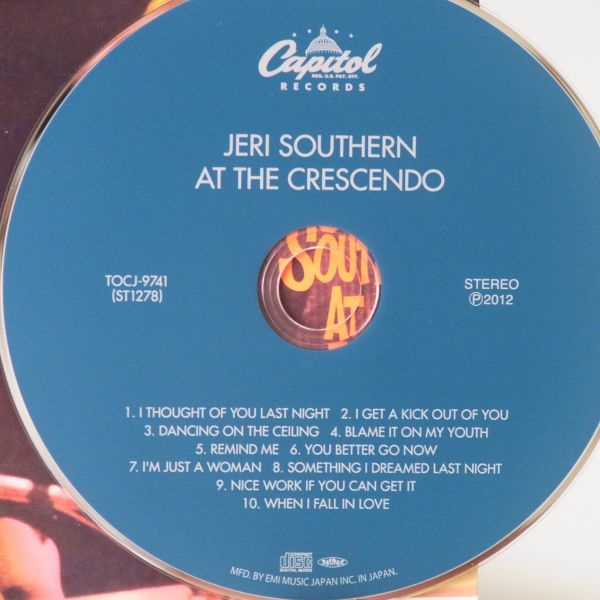 Capitol
REG. U.S. PAT. OFF.
RECORDS
JERI SOUTHERN
AT THE CRESCENDO
SOUT
AT
TOCJ-9741
(ST1278)
STEREO
Ⓟ2012
1. I THOUGHT OF YOU LAST NIGHT 2. I GET A KICK OUT OF YOU
3. DANCING ON THE CEILING 4. BLAME IT ON MY YOUTH
5. REMIND ME 6. YOU BETTER GO NOW
7. I'M JUST A WOMAN 8. SOMETHING I DREAMED LAST NIGHT
9. NICE WORK IF YOU CAN GET IT
10. WHEN I FALL IN LOVE
COMPACT
disc
DIGITAL AUDIO
MFD. BY EMI MUSIC JAPAN INC. IN JAPAN.